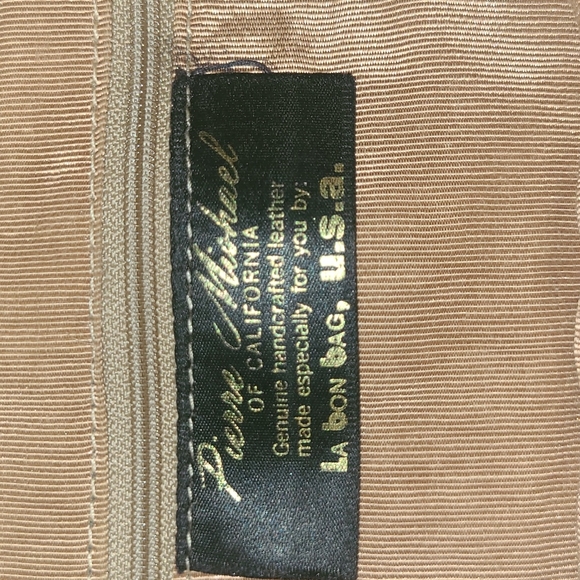 Pierre Michael
OF CALIFORNIA
Genuine handcrafted leather
made especially for you by:
LA bON bAG, u.s.a.